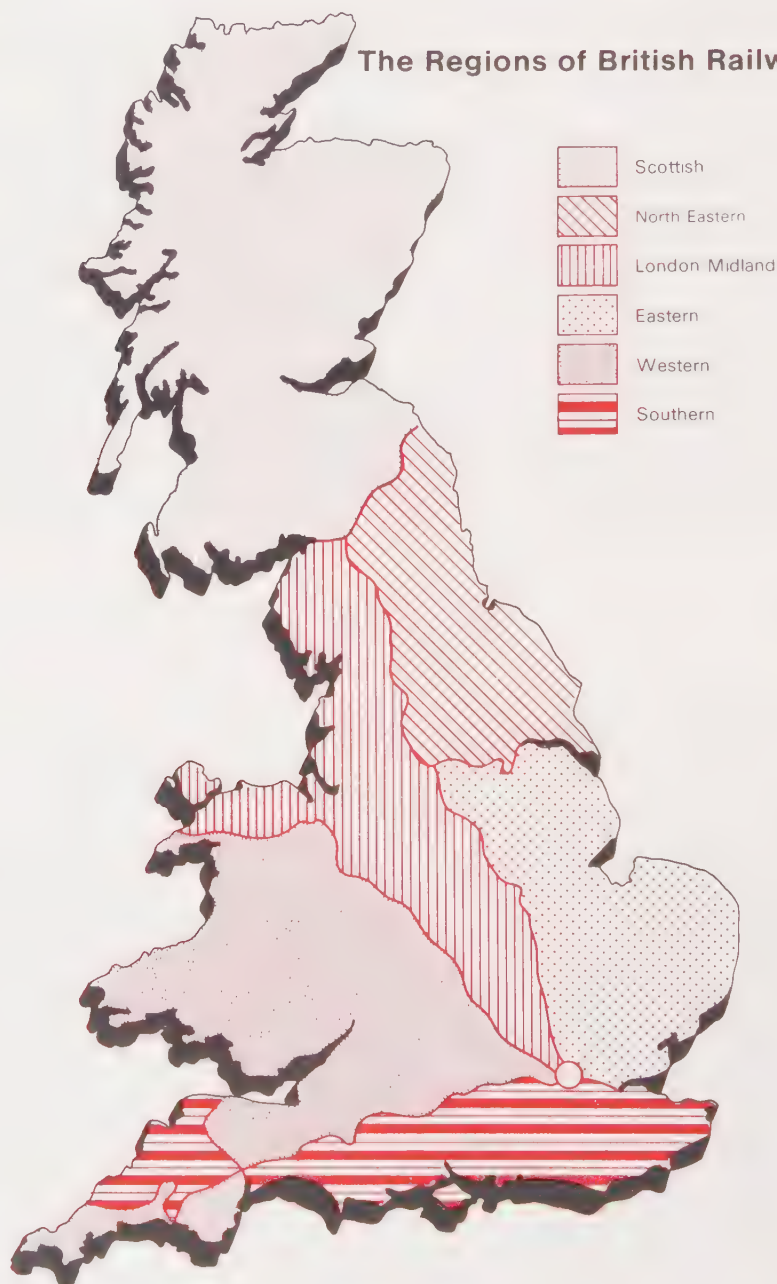 The Regions of British Railw
Scottish
North Eastern
London Midland
Eastern
Western
Southern